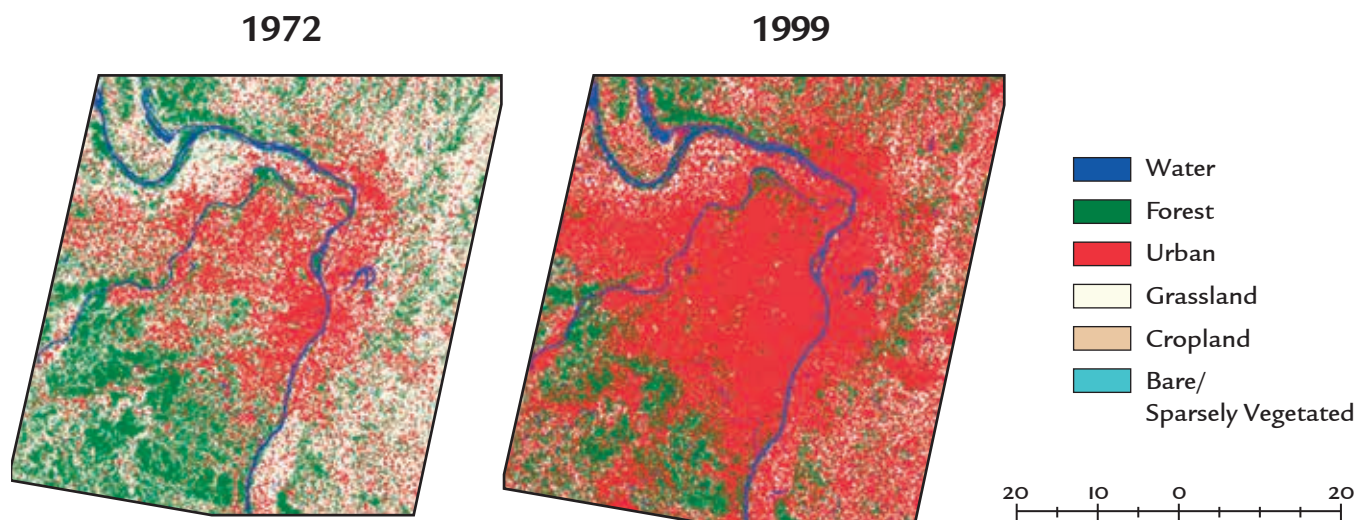 1972
1999
Water
Forest
Urban
Grassland
Cropland
Bare/
Sparsely Vegetated
20 10 0 20